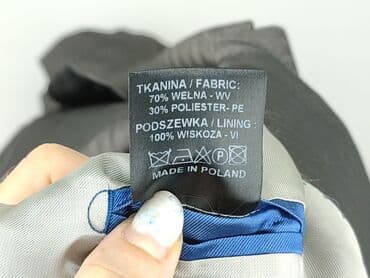 TKANINA / FABRIC:
70% WEŁNA - WV
30% POLIESTER- PE
PODSZEWKA / LINING :
100% WISKOZA - VI
P
MADE IN POLAND